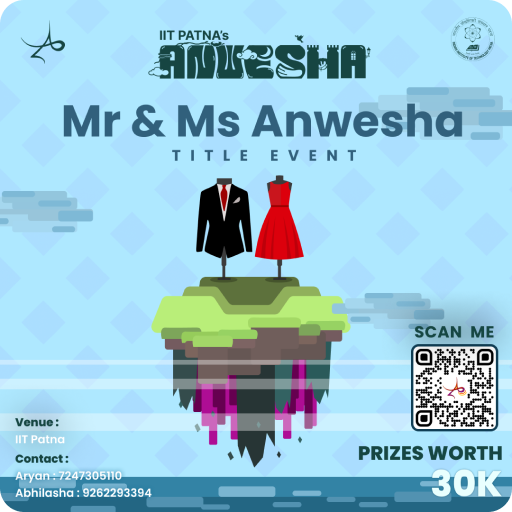 IIT PATNA's
ANWESHA
Mr & Ms Anwesha
TITLE EVENT
SCAN ME
Venue :
IIT Patna
Contact :
Aryan : 7247305110
Abhilasha : 9262293394
PRIZES WORTH
30K